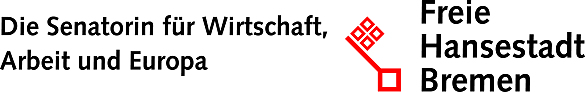 Die Senatorin für Wirtschaft,
Arbeit und Europa
Freie
Hansestadt
Bremen